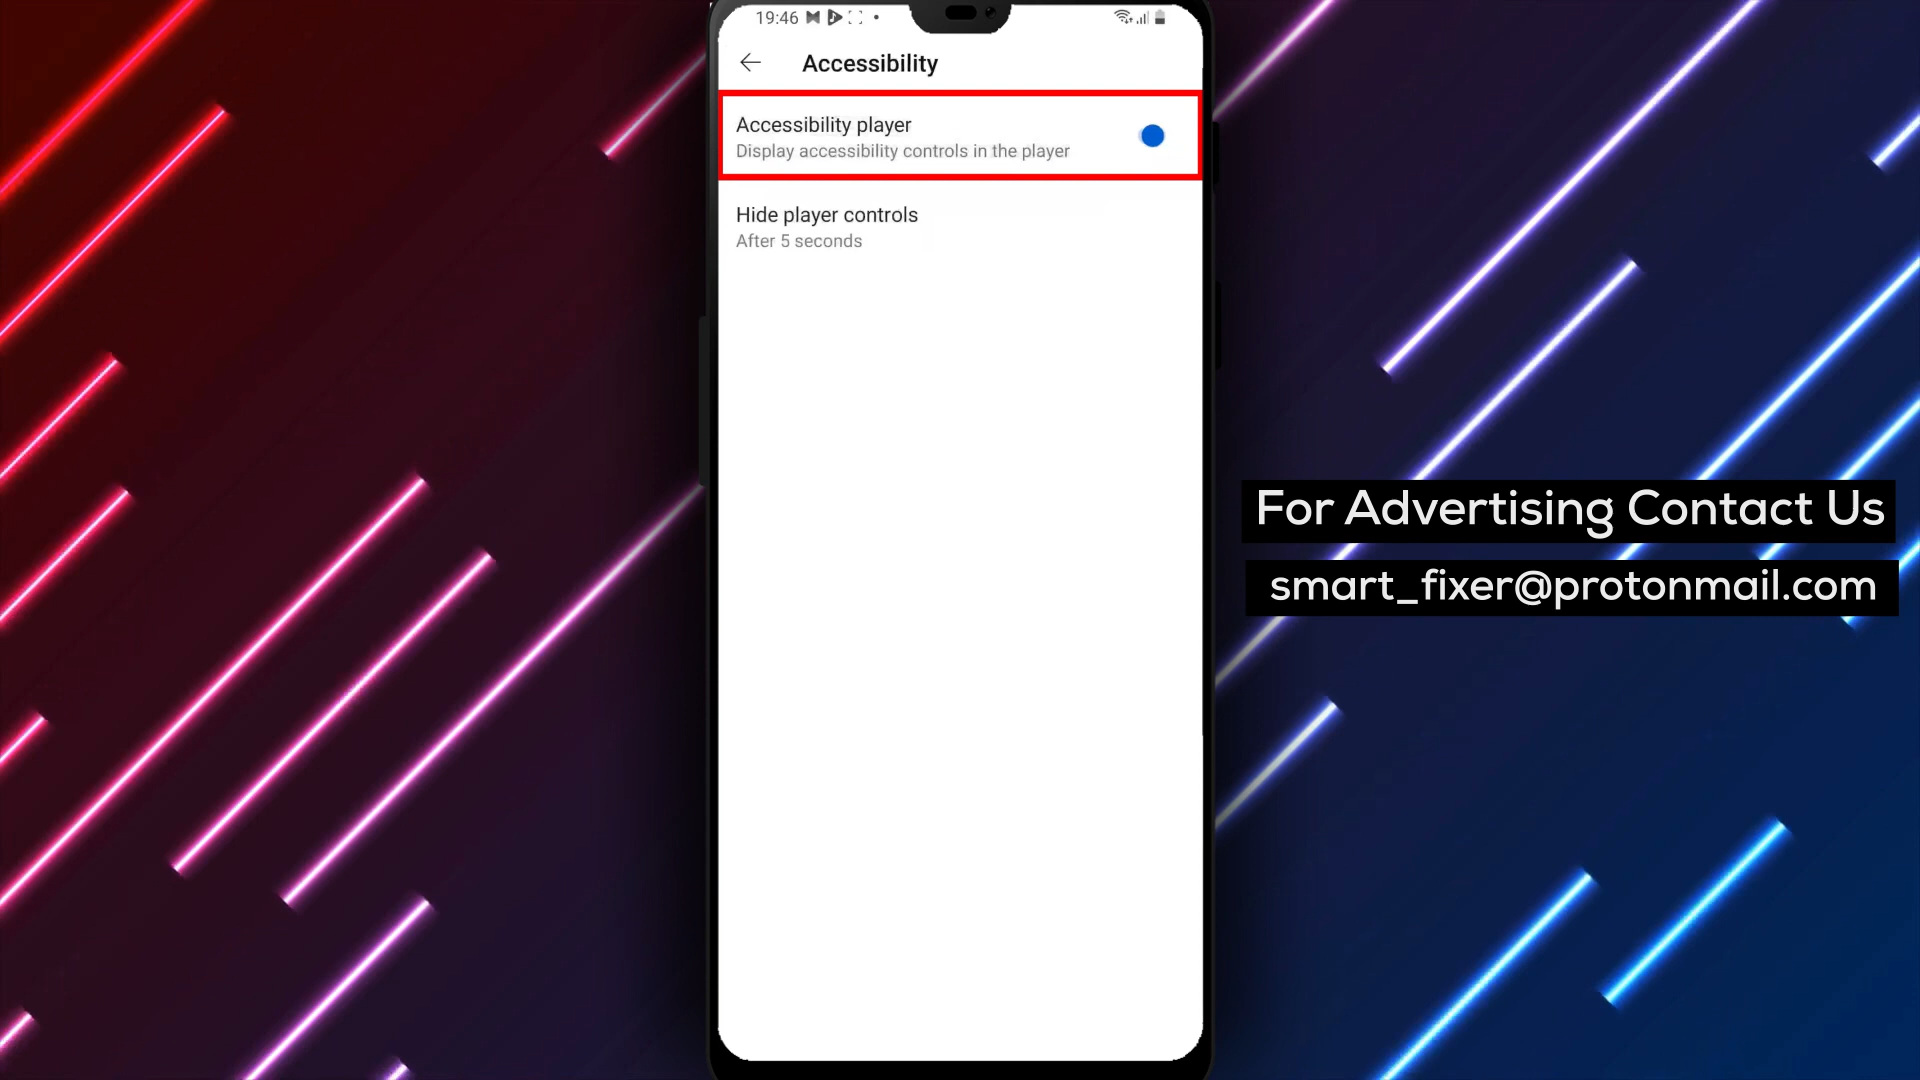 19:46
Accessibility
Accessibility player
Display accessibility controls in the player
Hide player controls
After 5 seconds
For Advertising Contact Us
smart_fixer@protonmail.com